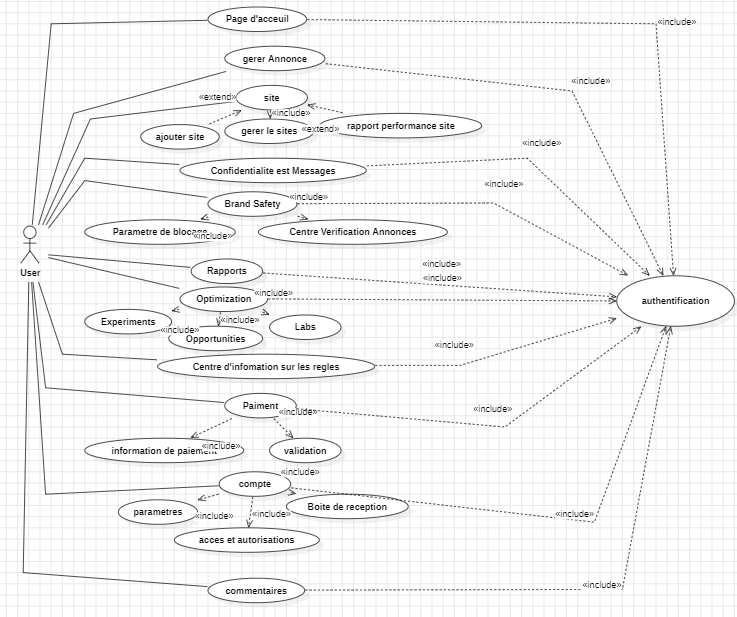 Page d'acceuil
«include»
gerer Annonce
«include»
site
«extend»
«include»
ajouter site
gerer le sites
«extend»
rapport performance site
«include»
Confidentialite est Messages
«include»
Brand Safety
«include»
Parametre de blocage
«include»
Centre Verification Annonces
User
Rapports
«include»
«include»
Optimization
«include»
authentification
Experiments
«include»
«include»
Labs
Opportunities
«include»
Centre d'infomation sur les regles
Paiment
«include»
«include»
information de paiement
«include»
validation
«include»
compte
parametres
«include»
«include»
Boite de reception
«include»
acces et autorisations
commentaires
«include»